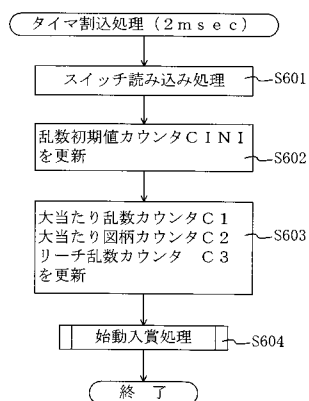 タイマ割込処理（２ｍｓｅｃ）
スイッチ読み込み処理
S601
乱数初期値カウンタＣＩＮＩ
を更新
S602
大当たり乱数カウンタＣ１
大当たり図柄カウンタＣ２
リーチ乱数カウンタ　Ｃ３
を更新
S603
始動入賞処理
S604
終　了